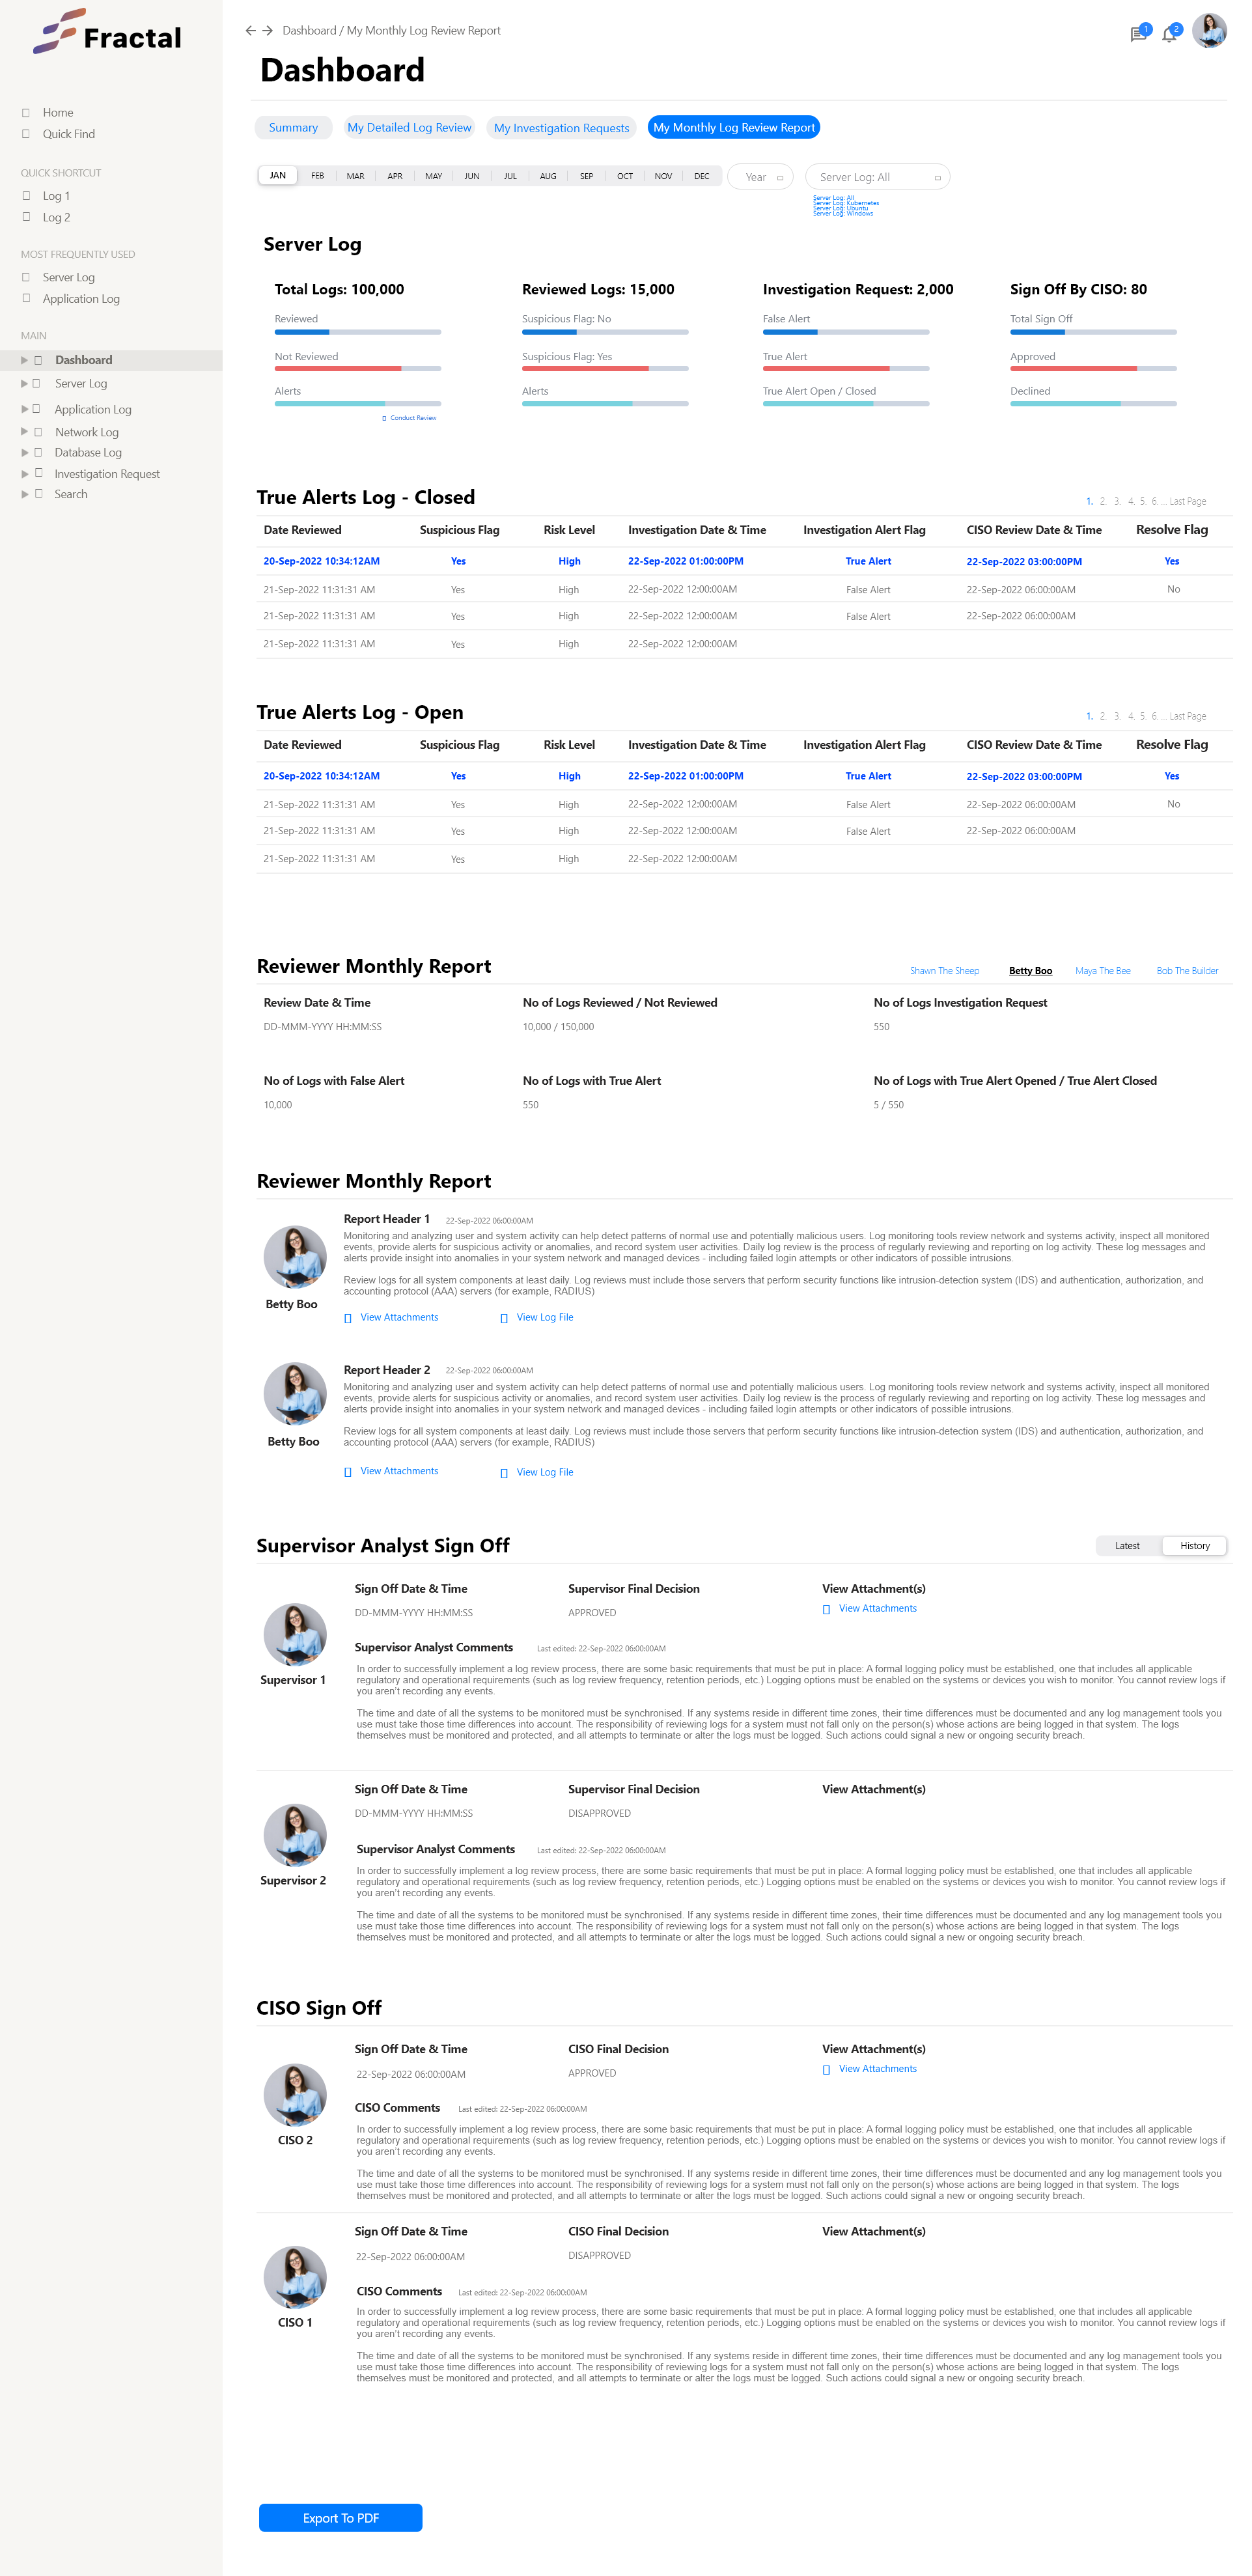 Fractal
Home
Quick Find
QUICK SHORTCUT
Log 1
Log 2
MOST FREQUENTLY USED
Server Log
Application Log
MAIN
Dashboard
Server Log
Application Log
Network Log
Database Log
Investigation Request
Search
Dashboard / My Monthly Log Review Report
1
2
Dashboard
Summary My Detailed Log Review My Investigation Requests My Monthly Log Review Report
JAN FEB MAR APR MAY JUN JUL AUG SEP OCT NOV DEC Year Server Log: All
Server Log: All
Server Log: Kubernetes
Server Log: Ubuntu
Server Log: Windows
Server Log
Total Logs: 100,000 Reviewed Logs: 15,000 Investigation Request: 2,000 Sign Off By CISO: 80
Reviewed Suspicious Flag: No False Alert Total Sign Off
Not Reviewed Suspicious Flag: Yes True Alert Approved
Alerts Alerts True Alert Open / Closed Declined
Conduct Review
True Alerts Log - Closed
1. 2. 3. 4. 5. 6. ... Last Page
Date Reviewed Suspicious Flag Risk Level Investigation Date & Time Investigation Alert Flag CISO Review Date & Time Resolve Flag
20-Sep-2022 10:34:12AM Yes High 22-Sep-2022 01:00:00PM True Alert 22-Sep-2022 03:00:00PM Yes
21-Sep-2022 11:31:31 AM Yes High 22-Sep-2022 12:00:00AM False Alert 22-Sep-2022 06:00:00AM No
21-Sep-2022 11:31:31 AM Yes High 22-Sep-2022 12:00:00AM False Alert 22-Sep-2022 06:00:00AM
21-Sep-2022 11:31:31 AM Yes High 22-Sep-2022 12:00:00AM
True Alerts Log - Open
1. 2. 3. 4. 5. 6. ... Last Page
Date Reviewed Suspicious Flag Risk Level Investigation Date & Time Investigation Alert Flag CISO Review Date & Time Resolve Flag
20-Sep-2022 10:34:12AM Yes High 22-Sep-2022 01:00:00PM True Alert 22-Sep-2022 03:00:00PM Yes
21-Sep-2022 11:31:31 AM Yes High 22-Sep-2022 12:00:00AM False Alert 22-Sep-2022 06:00:00AM No
21-Sep-2022 11:31:31 AM Yes High 22-Sep-2022 12:00:00AM False Alert 22-Sep-2022 06:00:00AM
21-Sep-2022 11:31:31 AM Yes High 22-Sep-2022 12:00:00AM
Reviewer Monthly Report
Shawn The Sheep Betty Boo Maya The Bee Bob The Builder
Review Date & Time No of Logs Reviewed / Not Reviewed No of Logs Investigation Request
DD-MMM-YYYY HH:MM:SS 10,000 / 150,000 550
No of Logs with False Alert No of Logs with True Alert No of Logs with True Alert Opened / True Alert Closed
10,000 550 5 / 550
Reviewer Monthly Report
Report Header 1 22-Sep-2022 06:00:00AM
Monitoring and analyzing user and system activity can help detect patterns of normal use and potentially malicious users. Log monitoring tools review network and systems activity, inspect all monitored
events, provide alerts for suspicious activity or anomalies, and record system user activities. Daily log review is the process of regularly reviewing and reporting on log activity. These log messages and
alerts provide insight into anomalies in your system network and managed devices - including failed login attempts or other indicators of possible intrusions.
Review logs for all system components at least daily. Log reviews must include those servers that perform security functions like intrusion-detection system (IDS) and authentication, authorization, and
accounting protocol (AAA) servers (for example, RADIUS)
Betty Boo
View Attachments View Log File
Report Header 2 22-Sep-2022 06:00:00AM
Monitoring and analyzing user and system activity can help detect patterns of normal use and potentially malicious users. Log monitoring tools review network and systems activity, inspect all monitored
events, provide alerts for suspicious activity or anomalies, and record system user activities. Daily log review is the process of regularly reviewing and reporting on log activity. These log messages and
alerts provide insight into anomalies in your system network and managed devices - including failed login attempts or other indicators of possible intrusions.
Review logs for all system components at least daily. Log reviews must include those servers that perform security functions like intrusion-detection system (IDS) and authentication, authorization, and
accounting protocol (AAA) servers (for example, RADIUS)
Betty Boo
View Attachments View Log File
Supervisor Analyst Sign Off
Latest History
Sign Off Date & Time Supervisor Final Decision View Attachment(s)
DD-MMM-YYYY HH:MM:SS APPROVED View Attachments
Supervisor Analyst Comments Last edited: 22-Sep-2022 06:00:00AM
Supervisor 1
In order to successfully implement a log review process, there are some basic requirements that must be put in place: A formal logging policy must be established, one that includes all applicable
regulatory and operational requirements (such as log review frequency, retention periods, etc.) Logging options must be enabled on the systems or devices you wish to monitor. You cannot review logs if
you aren't recording any events.
The time and date of all the systems to be monitored must be synchronised. If any systems reside in different time zones, their time differences must be documented and any log management tools you
use must take those time differences into account. The responsibility of reviewing logs for a system must not fall only on the person(s) whose actions are being logged in that system. The logs
themselves must be monitored and protected, and all attempts to terminate or alter the logs must be logged. Such actions could signal a new or ongoing security breach.
Sign Off Date & Time Supervisor Final Decision View Attachment(s)
DD-MMM-YYYY HH:MM:SS DISAPPROVED
Supervisor Analyst Comments Last edited: 22-Sep-2022 06:00:00AM
Supervisor 2
In order to successfully implement a log review process, there are some basic requirements that must be put in place: A formal logging policy must be established, one that includes all applicable
regulatory and operational requirements (such as log review frequency, retention periods, etc.) Logging options must be enabled on the systems or devices you wish to monitor. You cannot review logs if
you aren't recording any events.
The time and date of all the systems to be monitored must be synchronised. If any systems reside in different time zones, their time differences must be documented and any log management tools you
use must take those time differences into account. The responsibility of reviewing logs for a system must not fall only on the person(s) whose actions are being logged in that system. The logs
themselves must be monitored and protected, and all attempts to terminate or alter the logs must be logged. Such actions could signal a new or ongoing security breach.
CISO Sign Off
Sign Off Date & Time CISO Final Decision View Attachment(s)
22-Sep-2022 06:00:00AM APPROVED View Attachments
CISO Comments Last edited: 22-Sep-2022 06:00:00AM
CISO 2
In order to successfully implement a log review process, there are some basic requirements that must be put in place: A formal logging policy must be established, one that includes all applicable
regulatory and operational requirements (such as log review frequency, retention periods, etc.) Logging options must be enabled on the systems or devices you wish to monitor. You cannot review logs if
you aren't recording any events.
The time and date of all the systems to be monitored must be synchronised. If any systems reside in different time zones, their time differences must be documented and any log management tools you
use must take those time differences into account. The responsibility of reviewing logs for a system must not fall only on the person(s) whose actions are being logged in that system. The logs
themselves must be monitored and protected, and all attempts to terminate or alter the logs must be logged. Such actions could signal a new or ongoing security breach.
Sign Off Date & Time CISO Final Decision View Attachment(s)
22-Sep-2022 06:00:00AM DISAPPROVED
CISO Comments Last edited: 22-Sep-2022 06:00:00AM
CISO 1
In order to successfully implement a log review process, there are some basic requirements that must be put in place: A formal logging policy must be established, one that includes all applicable
regulatory and operational requirements (such as log review frequency, retention periods, etc.) Logging options must be enabled on the systems or devices you wish to monitor. You cannot review logs if
you aren't recording any events.
The time and date of all the systems to be monitored must be synchronised. If any systems reside in different time zones, their time differences must be documented and any log management tools you
use must take those time differences into account. The responsibility of reviewing logs for a system must not fall only on the person(s) whose actions are being logged in that system. The logs
themselves must be monitored and protected, and all attempts to terminate or alter the logs must be logged. Such actions could signal a new or ongoing security breach.
Export To PDF